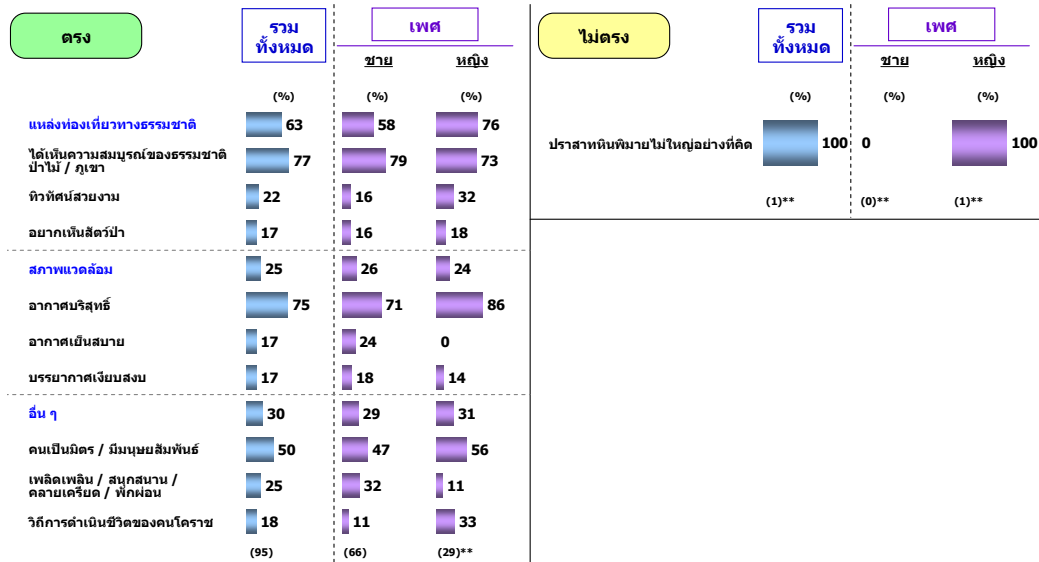 ตรง
รวม
ทั้งหมด
เพศ
ชาย หญิง
(%) (%) (%)
แหล่งท่องเที่ยวทางธรรมชาติ 63 58 76
ได้เห็นความสมบูรณ์ของธรรมชาติ
ป่าไม้ / ภูเขา 77 79 73
ทิวทัศน์สวยงาม 22 16 32
อยากเห็นสัตว์ป่า 17 16 18
สภาพแวดล้อม 25 26 24
อากาศบริสุทธิ์ 75 71 86
อากาศเย็นสบาย 17 24 0
บรรยากาศเงียบสงบ 17 18 14
อื่น ๆ 30 29 31
คนเป็นมิตร / มีมนุษยสัมพันธ์ 50 47 56
เพลิดเพลิน / สนุกสนาน /
คลายเครียด / พักผ่อน 25 32 11
วิถีการดำเนินชีวิตของคนโคราช 18 11 33
(95) (66) (29)**
ไม่ตรง
รวม
ทั้งหมด
เพศ
ชาย หญิง
(%) (%) (%)
ปราสาทหินพิมายไม่ใหญ่อย่างที่คิด 100 0 100
(1)** (0)** (1)**